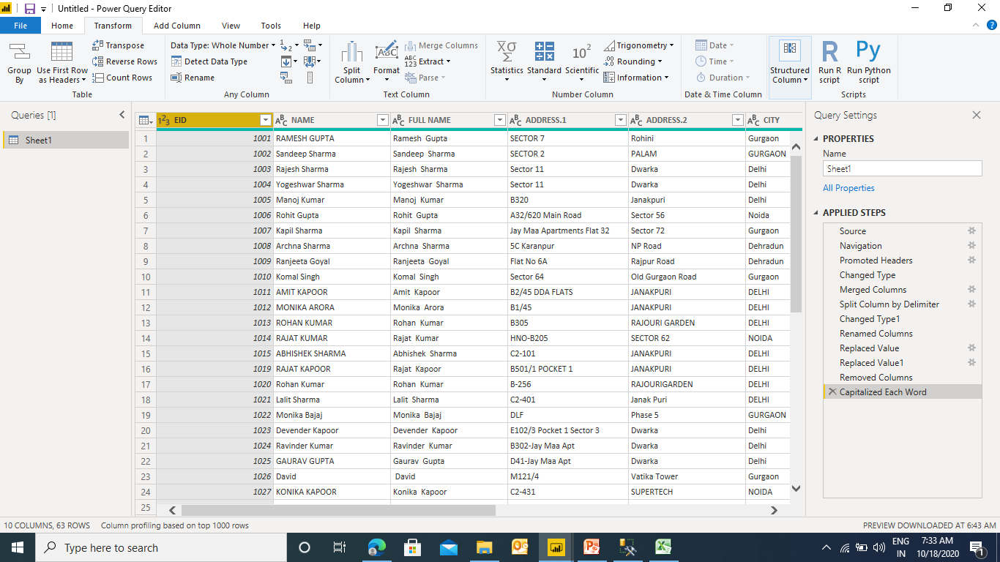 Untitled - Power Query Editor
File Home Transform Add Column View Tools Help
Group By
Use First Row as Headers
Transpose
Reverse Rows
Count Rows
Table
Data Type: Whole Number
Detect Data Type
Rename
Any Column
Split Column
Format
Merge Columns
Extract
Parse
Text Column
Statistics
Standard
Scientific
Trigonometry
Rounding
Information
Number Column
Date
Time
Duration
Date & Time Column
Structured Column
Run R script
Run Python script
Scripts
Queries [1]
Sheet1
EID NAME FULL NAME ADDRESS.1 ADDRESS.2 CITY
1 1001 RAMESH GUPTA Ramesh Gupta SECTOR 7 Rohini Gurgaon
2 1002 Sandeep Sharma Sandeep Sharma SECTOR 2 PALAM GURGAON
3 1003 Rajesh Sharma Rajesh Sharma Sector 11 Dwarka Delhi
4 1004 Yogeshwar Sharma Yogeshwar Sharma Sector 11 Dwarka Delhi
5 1005 Manoj Kumar Manoj Kumar B320 Janakpuri Delhi
6 1006 Rohit Gupta Rohit Gupta A32/620 Main Road Sector 56 Noida
7 1007 Kapil Sharma Kapil Sharma Jay Maa Apartments Flat 32 Sector 72 Gurgaon
8 1008 Archna Sharma Archna Sharma 5C Karanpur NP Road Dehradun
9 1009 Ranjeeta Goyal Ranjeeta Goyal Flat No 6A Rajpur Road Dehradun
10 1010 Komal Singh Komal Singh Sector 64 Old Gurgaon Road Gurgaon
11 1011 AMIT KAPOOR Amit Kapoor B2/45 DDA FLATS JANAKPURI DELHI
12 1012 MONIKA ARORA Monika Arora B1/45 JANAKPURI DELHI
13 1013 ROHAN KUMAR Rohan Kumar B305 RAJOURI GARDEN DELHI
14 1014 RAJAT KUMAR Rajat Kumar HNO-B205 SECTOR 62 NOIDA
15 1015 ABHISHEK SHARMA Abhishek Sharma C2-101 JANAKPURI DELHI
16 1019 RAJAT KAPOOR Rajat Kapoor B501/1 POCKET 1 JANAKPURI DELHI
17 1020 Rohan Kumar Rohan Kumar B-256 RAJOURIGARDEN DELHI
18 1021 Lalit Sharma Lalit Sharma C2-401 Janak Puri DELHI
19 1022 Monika Bajaj Monika Bajaj DLF Phase 5 GURGAON
20 1023 Devender Kapoor Devender Kapoor E102/3 Pocket 1 Sector 3 Dwarka Delhi
21 1024 Ravinder Kumar Ravinder Kumar B302-Jay Maa Apt Dwarka Delhi
22 1025 GAURAV GUPTA Gaurav Gupta D41-Jay Maa Apt Dwarka Delhi
23 1026 David David M121/4 Vatika Tower Gurgaon
24 1027 KONIKA KAPOOR Konika Kapoor C2-431 SUPERTECH NOIDA
25
Query Settings
PROPERTIES
Name
Sheet1
All Properties
APPLIED STEPS
Source
Navigation
Promoted Headers
Changed Type
Merged Columns
Split Column by Delimiter
Changed Type1
Renamed Columns
Replaced Value
Replaced Value1
Removed Columns
Capitalized Each Word
10 COLUMNS, 63 ROWS Column profiling based on top 1000 rows PREVIEW DOWNLOADED AT 6:43 AM
Type here to search
ENG
IN
7:33 AM
10/18/2020
1